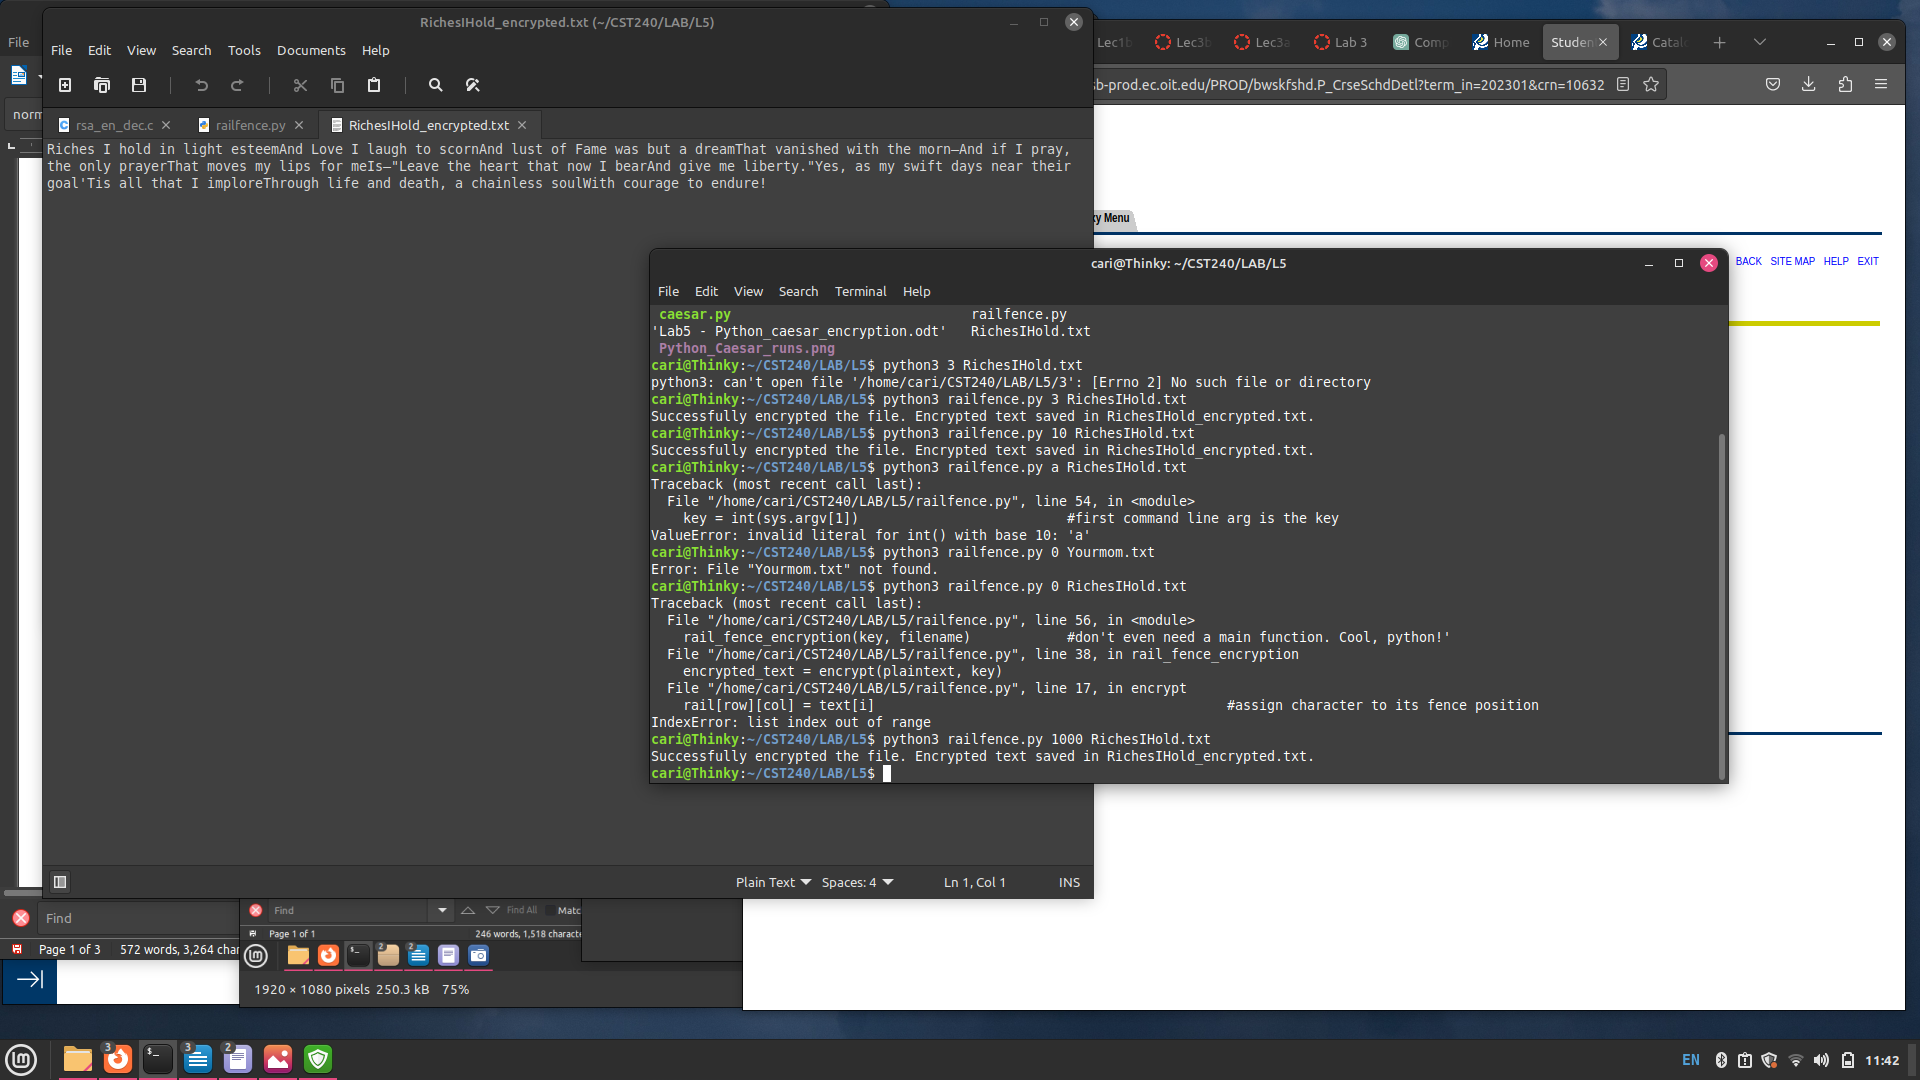 RichesIHold_encrypted.txt (~/CST240/LAB/L5)
File Edit View Search Tools Documents Help
rsa_en_dec.c railfence.py RichesIHold_encrypted.txt
Riches I hold in light esteemAnd Love I laugh to scornAnd lust of Fame was but a dreamThat vanished with the morn—And if I pray,
the only prayerThat moves my lips for meIs—"Leave the heart that now I bearAnd give me liberty."Yes, as my swift days near their
goal'Tis all that I imploreThrough life and death, a chainless soulWith courage to endure!
Plain Text Spaces: 4 Ln 1, Col 1 INS
File
norm
Lec1b Lec3b Lec3a Lab 3 Comp Home Studen Catal
sb-prod.ec.oit.edu/PROD/bwskfshd.P_CrseSchdDetl?term_in=202301&crn=10632
xy Menu
BACK SITE MAP HELP EXIT
cari@Thinky: ~/CST240/LAB/L5
File Edit View Search Terminal Help
caesar.py railfence.py
'Lab5 - Python_caesar_encryption.odt' RichesIHold.txt
Python_Caesar_runs.png
cari@Thinky:~/CST240/LAB/L5$ python3 3 RichesIHold.txt
python3: can't open file '/home/cari/CST240/LAB/L5/3': [Errno 2] No such file or directory
cari@Thinky:~/CST240/LAB/L5$ python3 railfence.py 3 RichesIHold.txt
Successfully encrypted the file. Encrypted text saved in RichesIHold_encrypted.txt.
cari@Thinky:~/CST240/LAB/L5$ python3 railfence.py 10 RichesIHold.txt
Successfully encrypted the file. Encrypted text saved in RichesIHold_encrypted.txt.
cari@Thinky:~/CST240/LAB/L5$ python3 railfence.py a RichesIHold.txt
Traceback (most recent call last):
File "/home/cari/CST240/LAB/L5/railfence.py", line 54, in <module>
key = int(sys.argv[1]) #first command line arg is the key
ValueError: invalid literal for int() with base 10: 'a'
cari@Thinky:~/CST240/LAB/L5$ python3 railfence.py 0 Yourmom.txt
Error: File "Yourmom.txt" not found.
cari@Thinky:~/CST240/LAB/L5$ python3 railfence.py 0 RichesIHold.txt
Traceback (most recent call last):
File "/home/cari/CST240/LAB/L5/railfence.py", line 56, in <module>
rail_fence_encryption(key, filename) #don't even need a main function. Cool, python!'
File "/home/cari/CST240/LAB/L5/railfence.py", line 38, in rail_fence_encryption
encrypted_text = encrypt(plaintext, key)
File "/home/cari/CST240/LAB/L5/railfence.py", line 17, in encrypt
rail[row][col] = text[i] #assign character to its fence position
IndexError: list index out of range
cari@Thinky:~/CST240/LAB/L5$ python3 railfence.py 1000 RichesIHold.txt
Successfully encrypted the file. Encrypted text saved in RichesIHold_encrypted.txt.
cari@Thinky:~/CST240/LAB/L5$
Find
Page 1 of 3 572 words, 3,264 char
Find Find All Matc
Page 1 of 1 246 words, 1,518 characte
2 2
1920 × 1080 pixels 250.3 kB 75%
3 3 2
EN 11:42